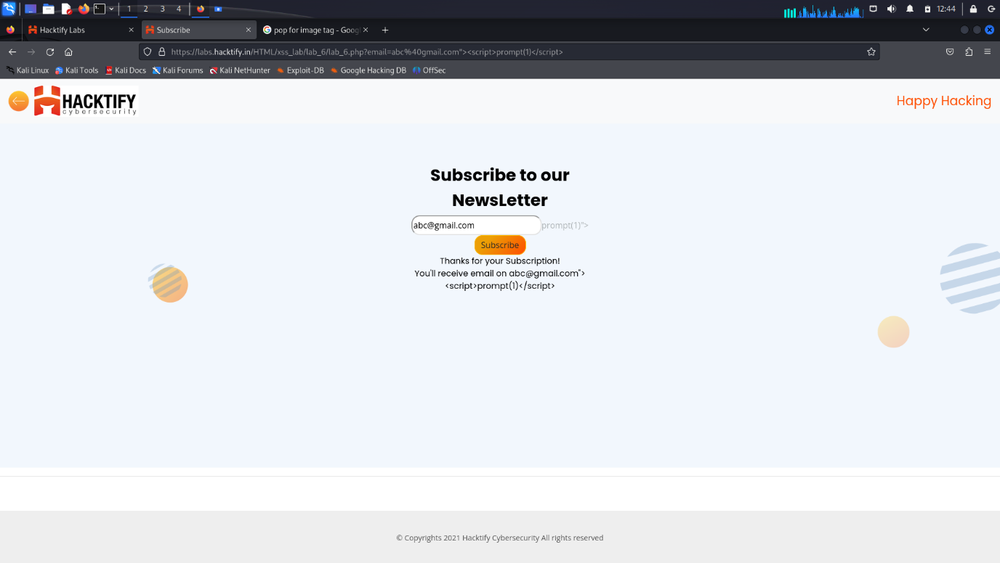 1 2 3 4 12:44
Hacktify Labs Subscribe pop for image tag - Goog
https://labs.hacktify.in/HTML/xss_lab/lab_6/lab_6.php?email=abc%40gmail.com"><script>prompt(1)</script>
Kali Linux Kali Tools Kali Docs Kali Forums Kali NetHunter Exploit-DB Google Hacking DB OffSec
HACKTIFY
cybersecurity
Happy Hacking
Subscribe to our
NewsLetter
abc@gmail.com prompt(1)">
Subscribe
Thanks for your Subscription!
You'll receive email on abc@gmail.com">
<script>prompt(1)</script>
© Copyrights 2021 Hacktify Cybersecurity All rights reserved